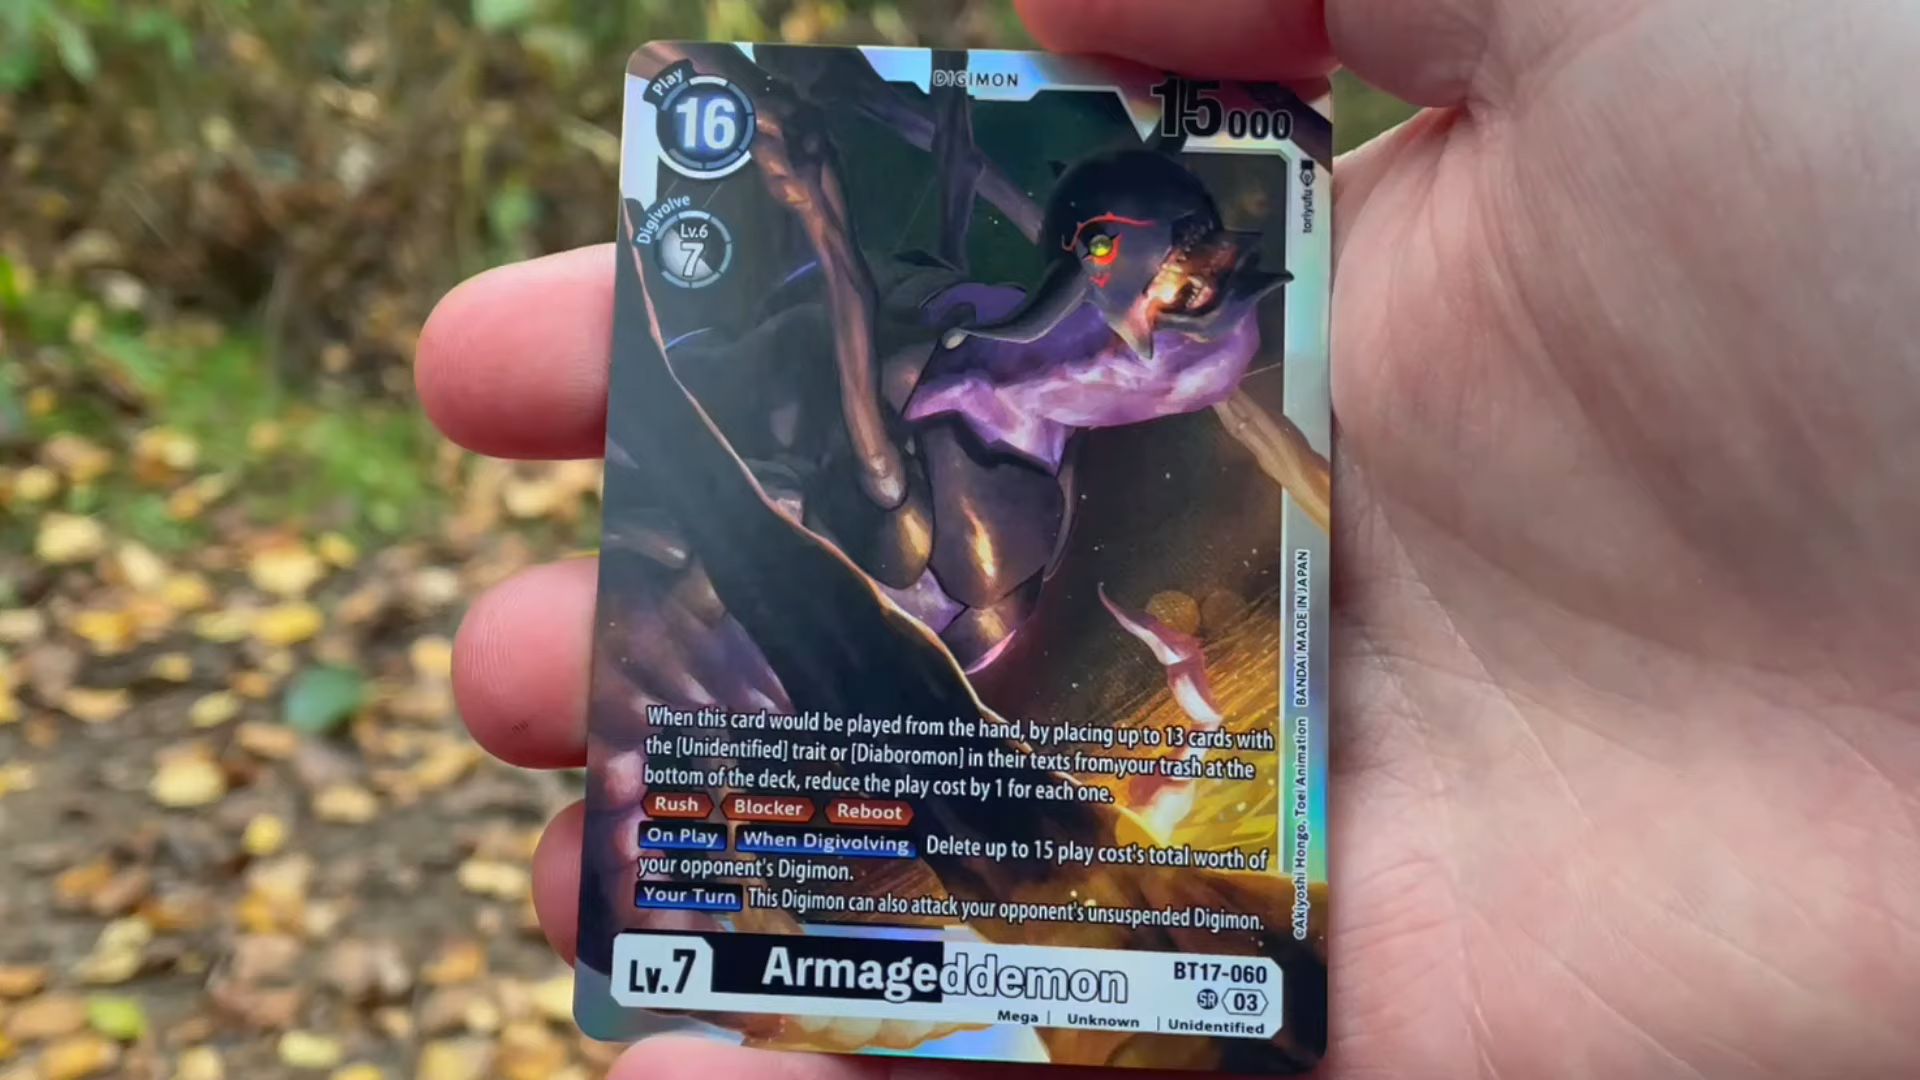 Play
16
DIGIMON
15000
Digivolve
Lv.6
7
toriyufu
When this card would be played from the hand, by placing up to 13 cards with
the [Unidentified] trait or [Diaboromon] in their texts from your trash at the
bottom of the deck, reduce the play cost by 1 for each one.
Rush Blocker Reboot
On Play When Digivolving Delete up to 15 play cost's total worth of
your opponent's Digimon.
Your Turn This Digimon can also attack your opponent's unsuspended Digimon.
©Akiyoshi Hongo, Toei Animation BANDAI MADE IN JAPAN
Lv.7 Armageddemon
BT17-060
SR 03
Mega | Unknown | Unidentified